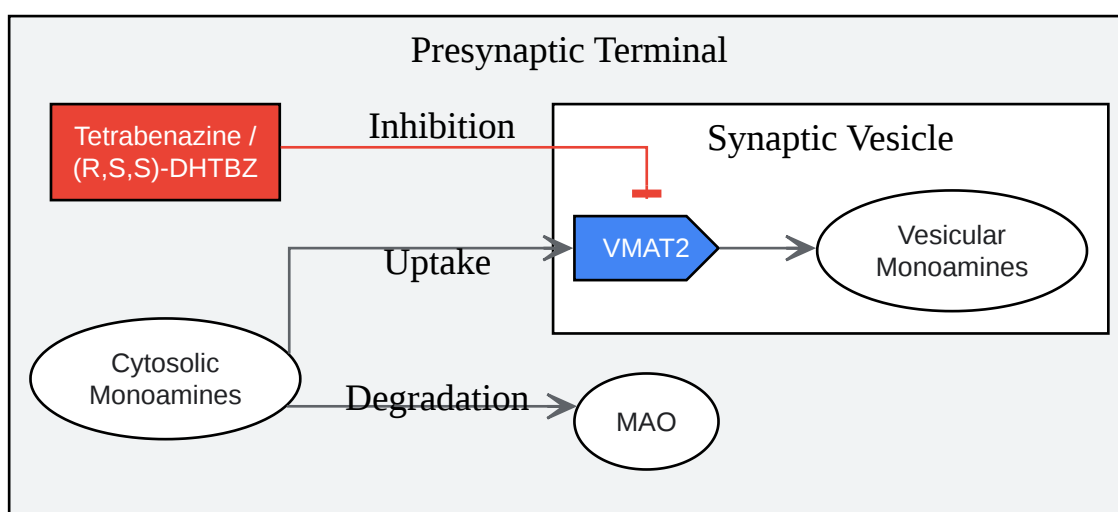 Presynaptic Terminal
Tetrabenazine /
(R,S,S)-DHTBZ
Inhibition
Synaptic Vesicle
Uptake
VMAT2
Vesicular
Monoamines
Cytosolic
Monoamines
Degradation
MAO